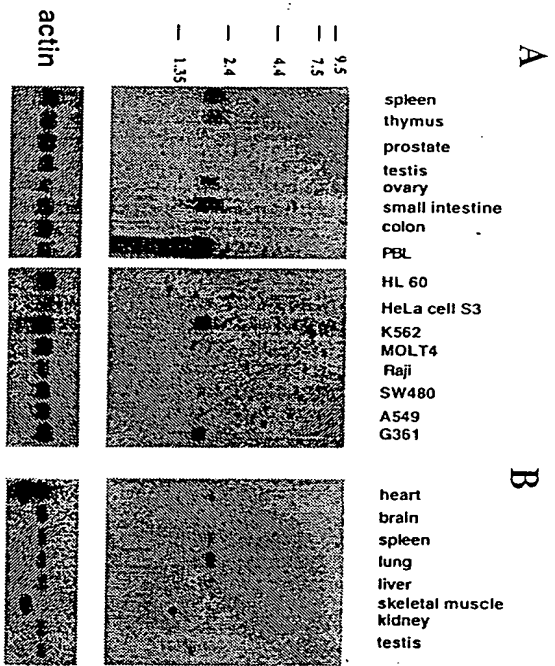 A
9.5
7.5
4.4
2.4
1.35
actin
spleen
thymus
prostate
testis
ovary
small intestine
colon
PBL
HL 60
HeLa cell S3
K562
MOLT4
Raji
SW480
A549
G361
B
heart
brain
spleen
lung
liver
skeletal muscle
kidney
testis